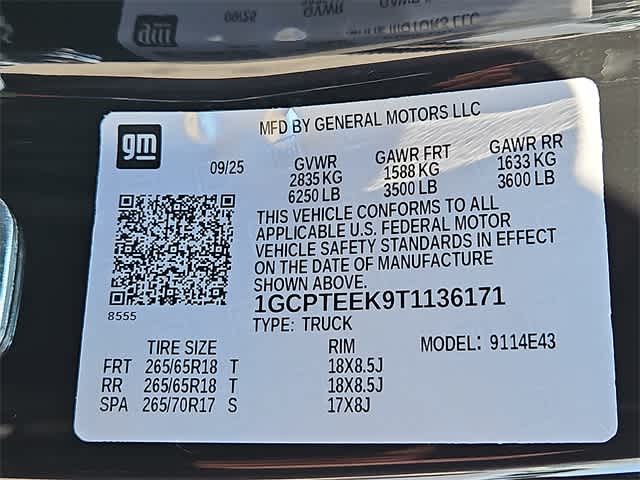 MFD BY GENERAL MOTORS LLC
gm
09/25
GVWR GAWR FRT GAWR RR
2835 KG 1588 KG 1633 KG
6250 LB 3500 LB 3600 LB
THIS VEHICLE CONFORMS TO ALL
APPLICABLE U.S. FEDERAL MOTOR
VEHICLE SAFETY STANDARDS IN EFFECT
ON THE DATE OF MANUFACTURE
SHOWN ABOVE.
8555
1GCPTEEK9T1136171
TYPE: TRUCK
TIRE SIZE RIM MODEL: 9114E43
FRT 265/65R18 T 18X8.5J
RR 265/65R18 T 18X8.5J
SPA 265/70R17 S 17X8J